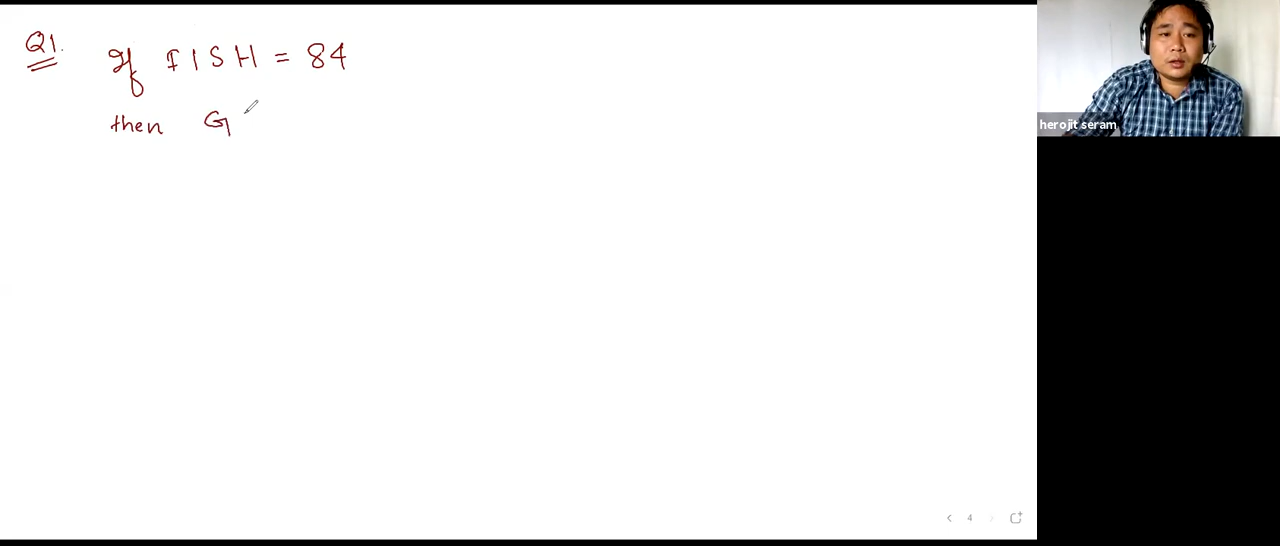 Q1. If FISH = 84
then G
herojit seram
4